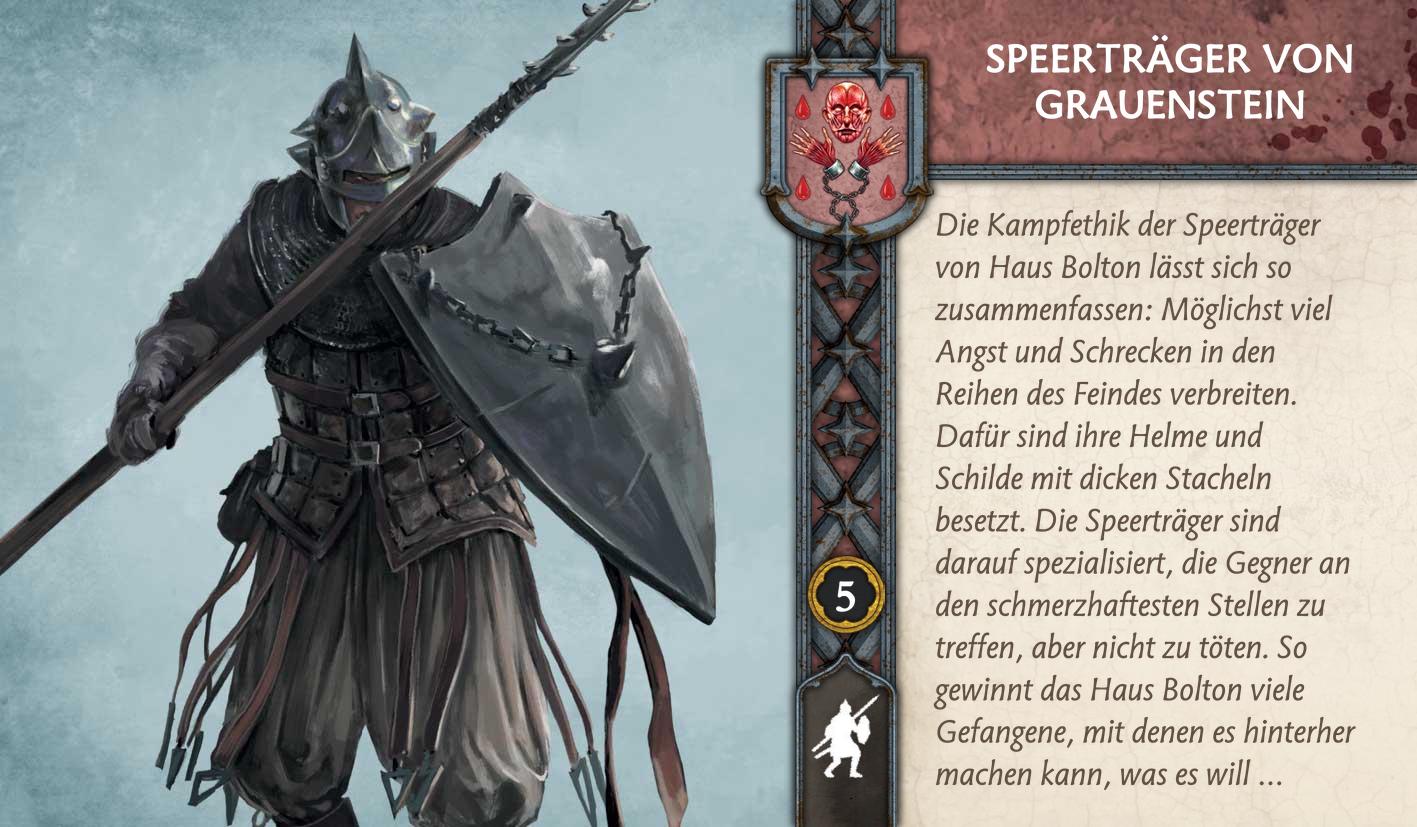 SPEERTRÄGER VON
GRAUENSTEIN
Die Kampfethik der Speerträger
von Haus Bolton lässt sich so
zusammenfassen: Möglichst viel
Angst und Schrecken in den
Reihen des Feindes verbreiten.
Dafür sind ihre Helme und
Schilde mit dicken Stacheln
besetzt. Die Speerträger sind
darauf spezialisiert, die Gegner an
den schmerzhaftesten Stellen zu
treffen, aber nicht zu töten. So
gewinnt das Haus Bolton viele
Gefangene, mit denen es hinterher
machen kann, was es will ...
5